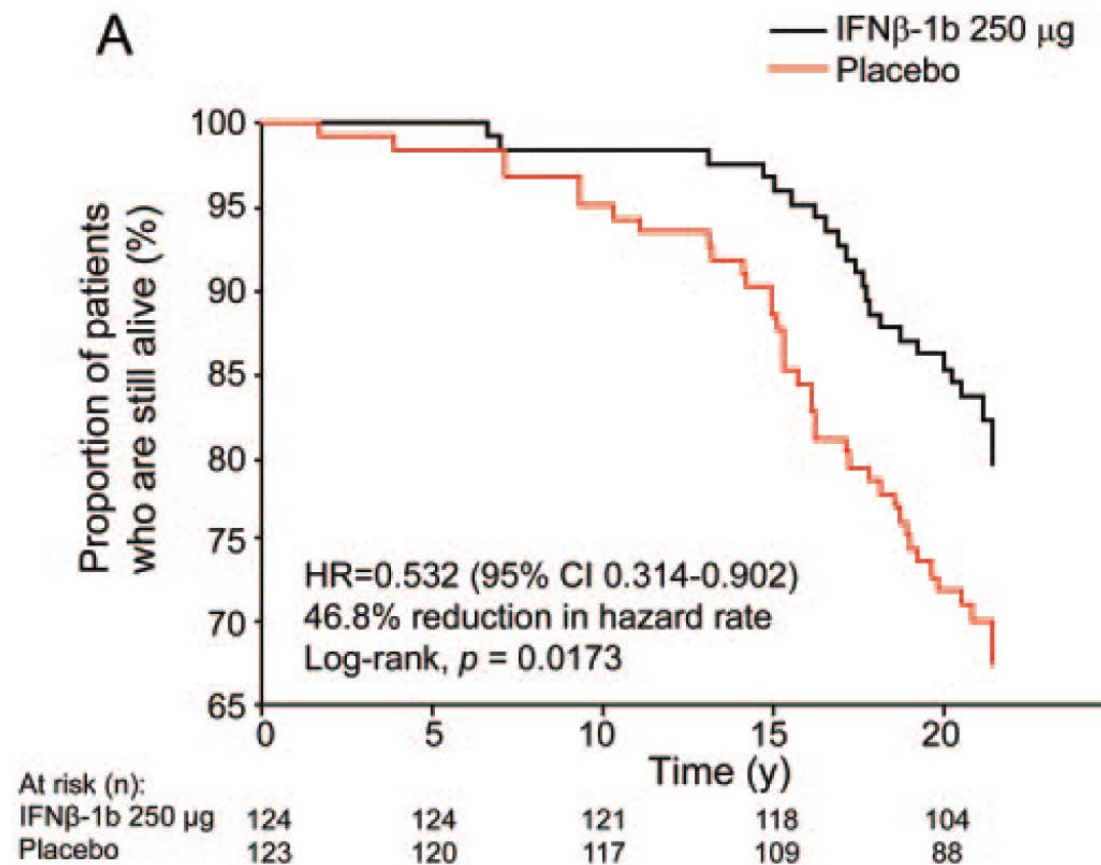 A
IFNβ-1b 250 μg
Placebo
Proportion of patients
who are still alive (%)
100
95
90
85
80
75
70
65
HR=0.532 (95% CI 0.314-0.902)
46.8% reduction in hazard rate
Log-rank, p = 0.0173
0 5 10 15 20
Time (y)
At risk (n):
IFNβ-1b 250 μg 124 124 121 118 104
Placebo 123 120 117 109 88